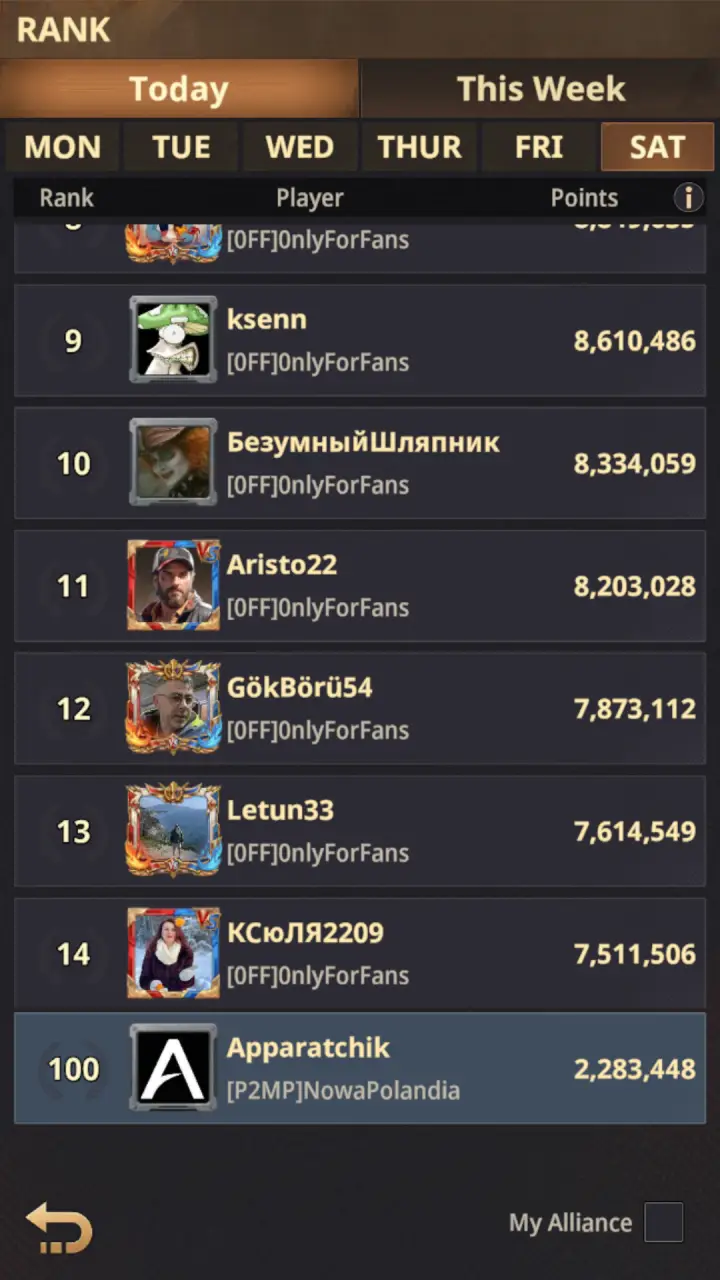 RANK
Today
This Week
MON
TUE
WED
THUR
FRI
SAT
Rank
Player
Points
[0FF]0nlyForFans
9
ksenn
[0FF]0nlyForFans
8,610,486
10
БезумныйШляпник
[0FF]0nlyForFans
8,334,059
11
Aristo22
[0FF]0nlyForFans
8,203,028
12
GökBörü54
[0FF]0nlyForFans
7,873,112
13
Letun33
[0FF]0nlyForFans
7,614,549
14
КСюЛЯ2209
[0FF]0nlyForFans
7,511,506
100
Apparatchik
[P2MP]NowaPolandia
2,283,448
My Alliance